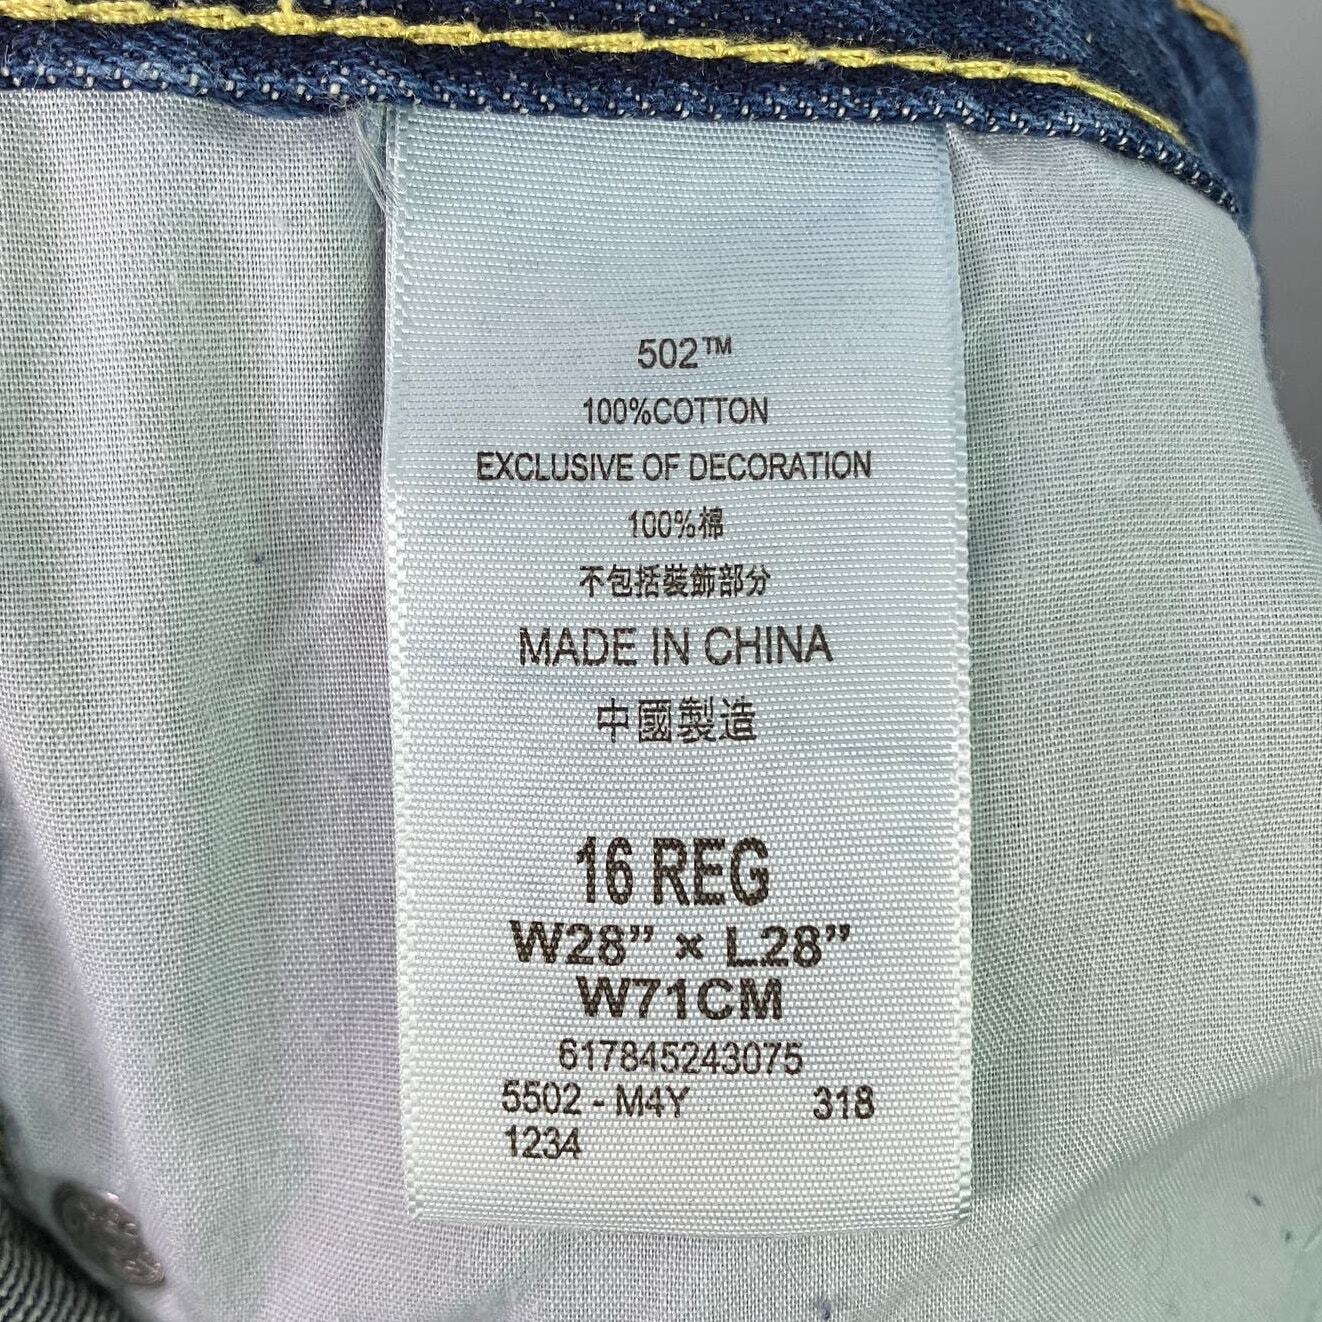 502™
100%COTTON
EXCLUSIVE OF DECORATION
100%棉
不包括裝飾部分
MADE IN CHINA
中國製造
16 REG
W28” × L28”
W71CM
617845243075
5502 - M4Y 318
1234